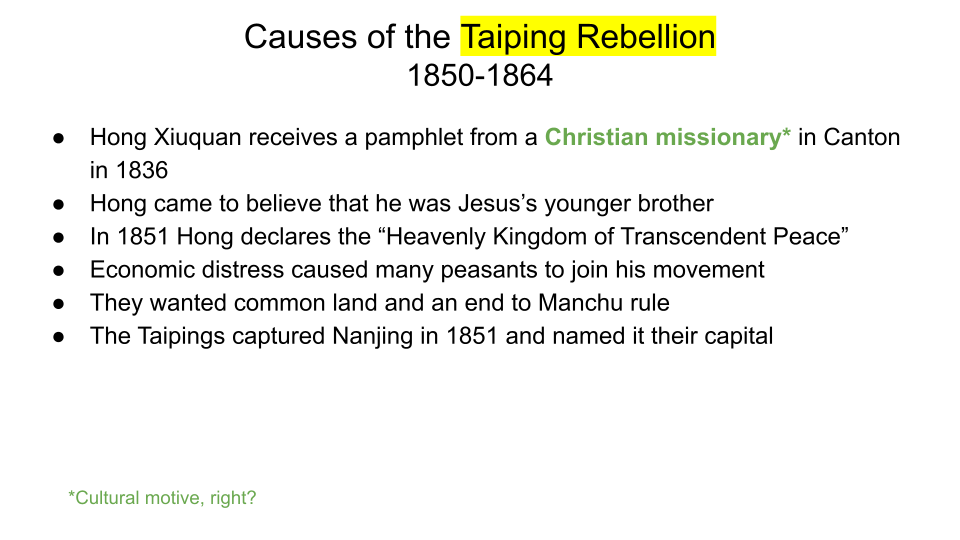 Causes of the Taiping Rebellion
1850-1864
● Hong Xiuquan receives a pamphlet from a Christian missionary* in Canton
in 1836
● Hong came to believe that he was Jesus’s younger brother
● In 1851 Hong declares the “Heavenly Kingdom of Transcendent Peace”
● Economic distress caused many peasants to join his movement
● They wanted common land and an end to Manchu rule
● The Taipings captured Nanjing in 1851 and named it their capital
*Cultural motive, right?